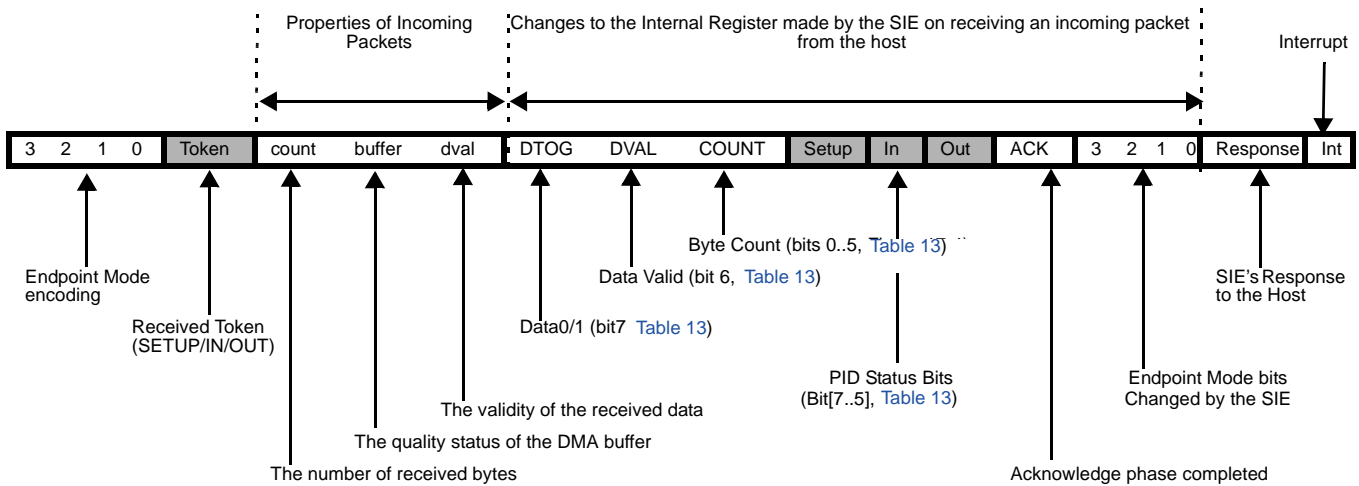 Properties of Incoming
Packets
Changes to the Internal Register made by the SIE on receiving an incoming packet
from the host
Interrupt
3 2 1 0 Token count buffer dval DTOG DVAL COUNT Setup In Out ACK 3 2 1 0 Response Int
Byte Count (bits 0..5, Table 13)
Endpoint Mode
encoding
Data Valid (bit 6, Table 13)
SIE's Response
to the Host
Received Token
(SETUP/IN/OUT)
Data0/1 (bit7 Table 13)
PID Status Bits
(Bit[7..5], Table 13)
Endpoint Mode bits
Changed by the SIE
The validity of the received data
The quality status of the DMA buffer
The number of received bytes
Acknowledge phase completed